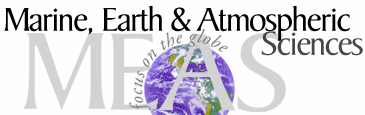 Marine, Earth & Atmospheric
Sciences
MEAS
focus on the globe